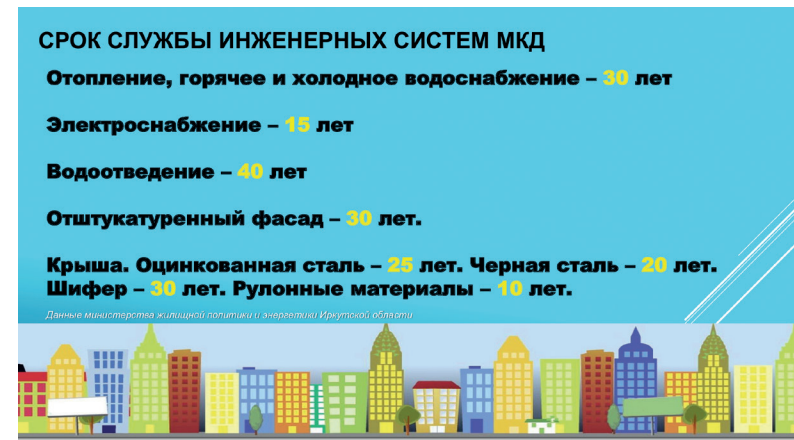 СРОК СЛУЖБЫ ИНЖЕНЕРНЫХ СИСТЕМ МКД
Отопление, горячее и холодное водоснабжение – 30 лет
Электроснабжение – 15 лет
Водоотведение – 40 лет
Отштукатуренный фасад – 30 лет.
Крыша. Оцинкованная сталь – 25 лет. Черная сталь – 20 лет.
Шифер – 30 лет. Рулонные материалы – 10 лет.
Данные министерства жилищной политики и энергетики Иркутской области